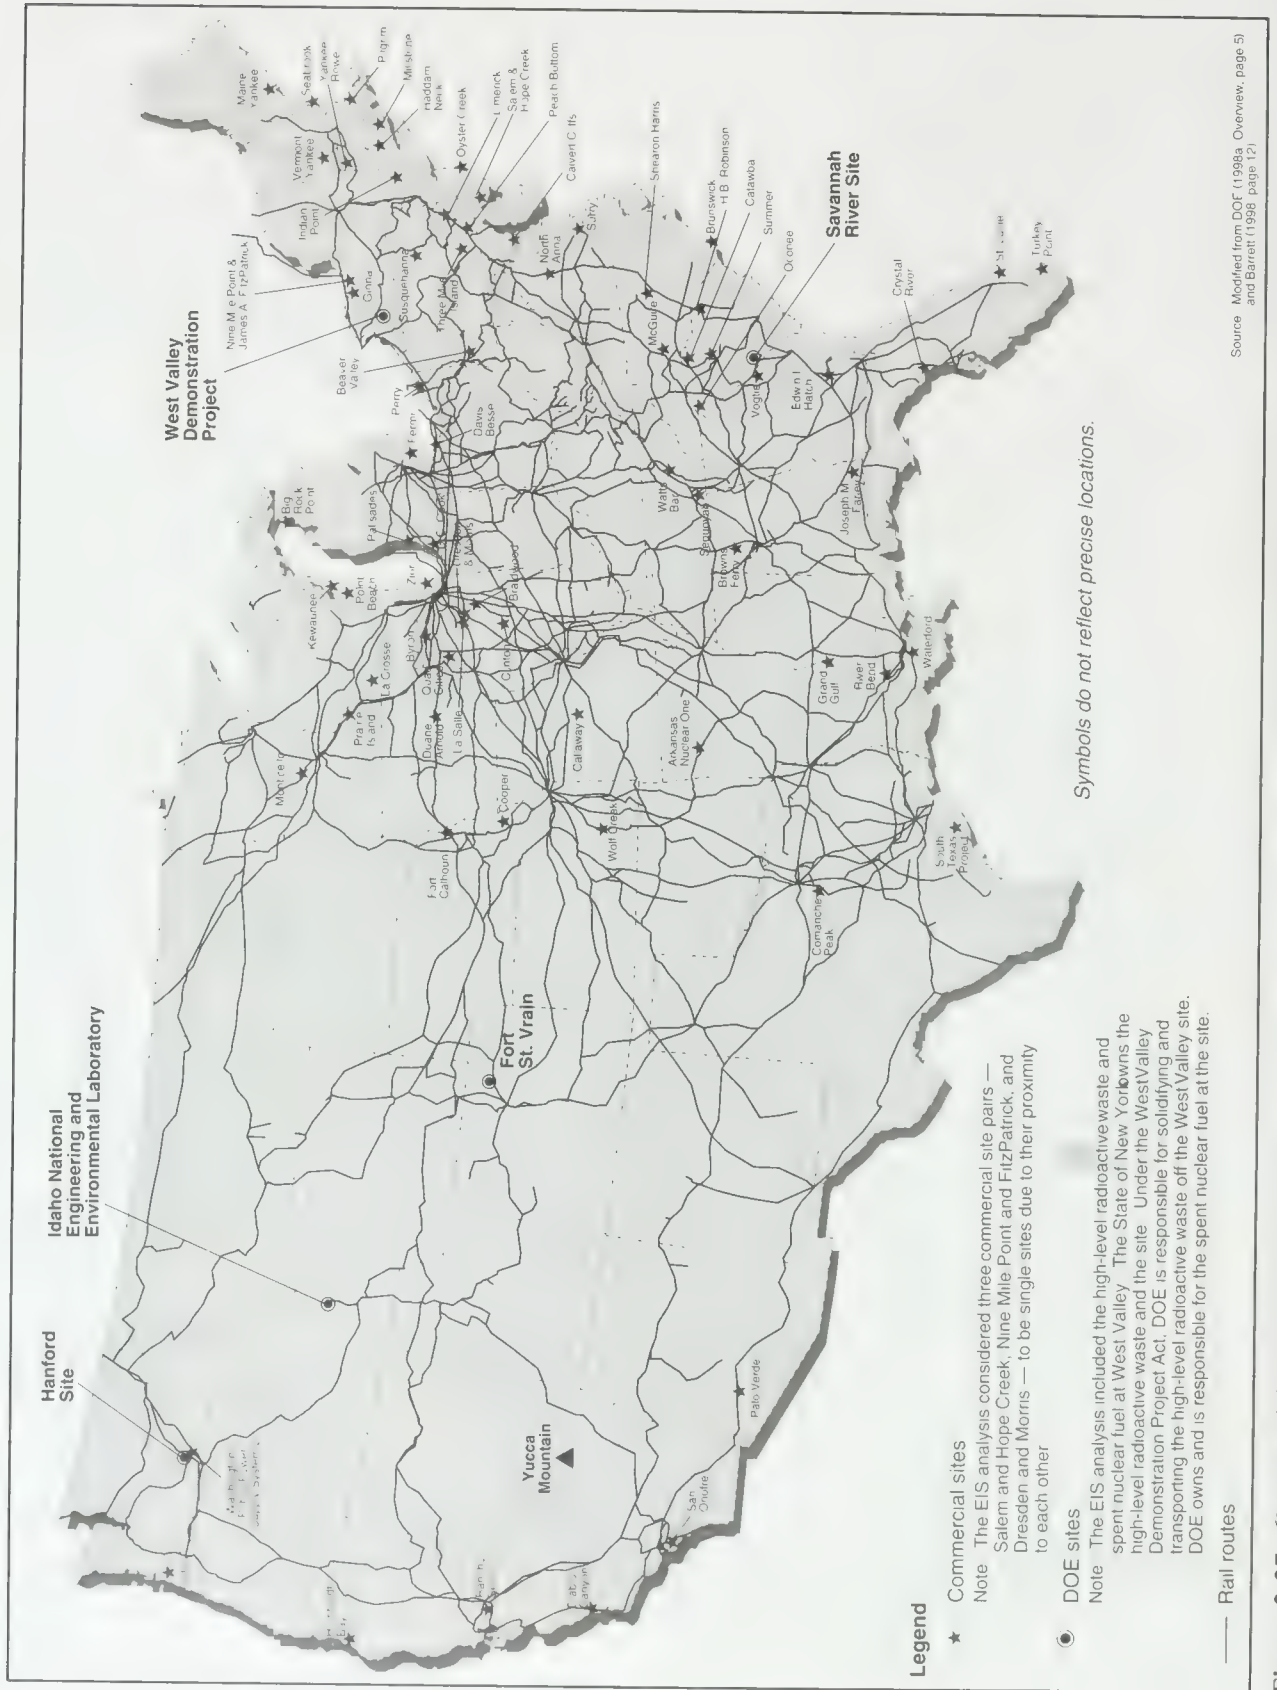 Hanford
Site
Idaho National
Engineering and
Environmental Laboratory
West Valley
Demonstration
Project
Fort
St. Vrain
Yucca
Mountain
Savannah
River Site
Maine
Yankee
Seabrook
Yankee
Rowe
Pilgrim
Haddam
Neck
Vermont
Yankee
Indian
Point
Oyster Creek
Hope Creek
Peach Bottom
Nine Mile Point &
James A. FitzPatrick
Ginna
Susquehanna
Three Mile
Island
Calvert Cliffs
North
Anna
Surry
Beaver
Valley
Perry
Fermi
Davis
Besse
Shearon Harris
Brunswick
H.B. Robinson
Catawba
Summer
Oconee
McGuire
Vogtle
Edwin I.
Hatch
Crystal
River
Turkey
Point
Joseph M.
Farley
Watts
Bar
Sequoyah
Browns
Ferry
Big
Rock
Point
Palisades
Cook
& Morris
Braidwood
Zion
Kewaunee
Point
Beach
La Crosse
Byron
Quad
Cities
Clinton
Prairie
Island
Duane
Arnold
La Salle
Monticello
Callaway
Arkansas
Nuclear One
Grand
Gulf
River
Bend
Waterford
Cooper
Fort
Calhoun
Wolf Creek
Comanche
Peak
South
Texas
Project
Palo Verde
San
Onofre
Symbols do not reflect precise locations.
Legend
Commercial sites
Note The EIS analysis considered three commercial site pairs —
Salem and Hope Creek, Nine Mile Point and FitzPatrick, and
Dresden and Morris — to be single sites due to their proximity
to each other
DOE sites
Note The EIS analysis included the high-level radioactive waste and
spent nuclear fuel at West Valley The State of New York owns the
high-level radioactive waste and the site Under the West Valley
Demonstration Project Act, DOE is responsible for solidifying and
transporting the high-level radioactive waste off the West Valley site.
DOE owns and is responsible for the spent nuclear fuel at the site.
Rail routes
Source Modified from DOE (1998a Overview, page 5)
and Barrett (1998 page 12)